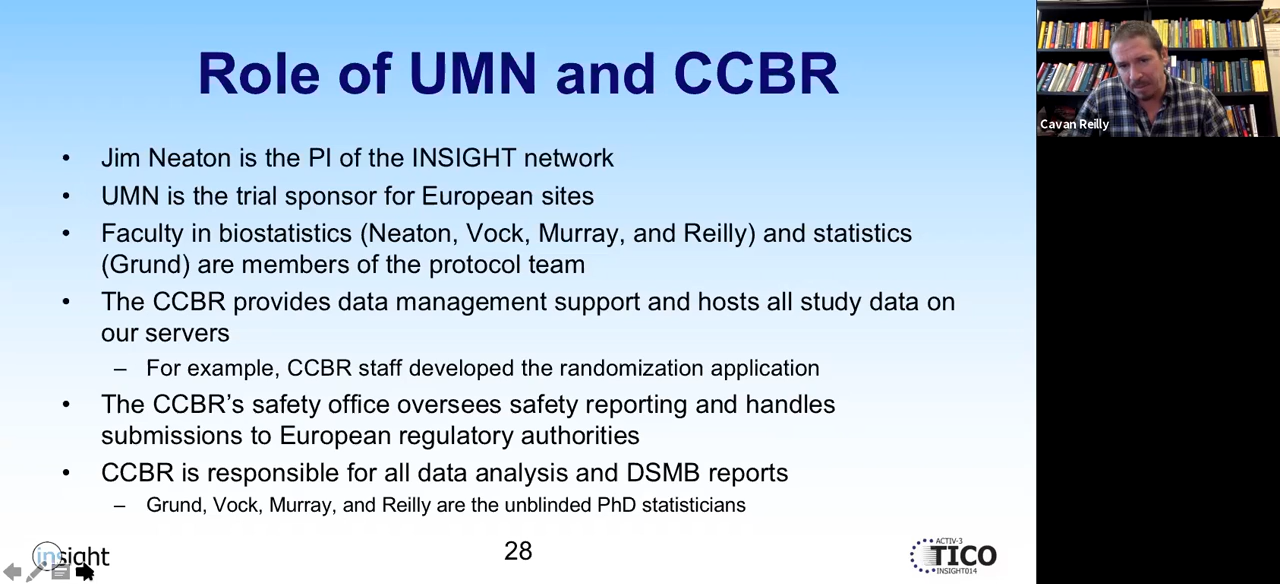 Role of UMN and CCBR
Cavan Reilly
• Jim Neaton is the PI of the INSIGHT network
• UMN is the trial sponsor for European sites
• Faculty in biostatistics (Neaton, Vock, Murray, and Reilly) and statistics
(Grund) are members of the protocol team
• The CCBR provides data management support and hosts all study data on
our servers
– For example, CCBR staff developed the randomization application
• The CCBR’s safety office oversees safety reporting and handles
submissions to European regulatory authorities
• CCBR is responsible for all data analysis and DSMB reports
– Grund, Vock, Murray, and Reilly are the unblinded PhD statisticians
insight
28
ACTIV-3
TICO
INSIGHT014